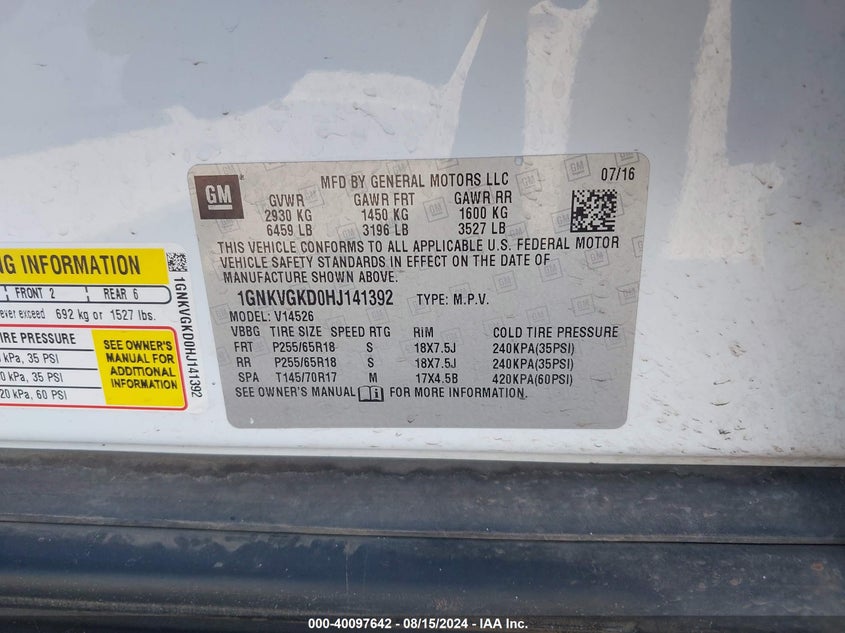 GM
MFD BY GENERAL MOTORS LLC 07/16
GVWR GAWR FRT GAWR RR
2930 KG 1450 KG 1600 KG
6459 LB 3196 LB 3527 LB
THIS VEHICLE CONFORMS TO ALL APPLICABLE U.S. FEDERAL MOTOR
VEHICLE SAFETY STANDARDS IN EFFECT ON THE DATE OF
MANUFACTURE SHOWN ABOVE.
1GNKVGKD0HJ141392 TYPE: M.P.V.
MODEL: V14526
VBBG TIRE SIZE SPEED RTG RIM COLD TIRE PRESSURE
FRT P255/65R18 S 18X7.5J 240KPA(35PSI)
RR P255/65R18 S 18X7.5J 240KPA(35PSI)
SPA T145/70R17 M 17X4.5B 420KPA(60PSI)
SEE OWNER'S MANUAL FOR MORE INFORMATION.
NG INFORMATION
FRONT 2 REAR 6
ever exceed 692 kg or 1527 lbs.
IRE PRESSURE
kPa, 35 PSI
0 kPa, 35 PSI
20 kPa, 60 PSI
SEE OWNER'S
MANUAL FOR
ADDITIONAL
INFORMATION
1GNKVGKD0HJ141392
000-40097642 - 08/15/2024 - IAA Inc.